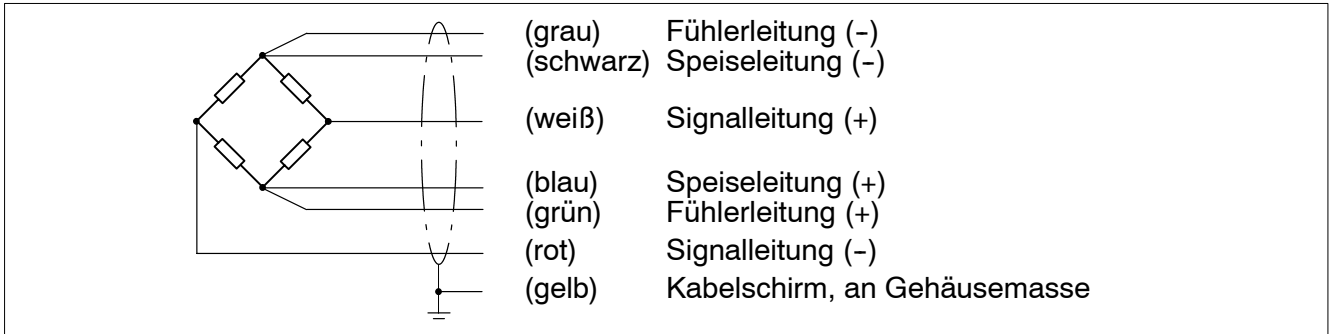 (grau) Fühlerleitung (-)
(schwarz) Speiseleitung (-)
(weiß) Signalleitung (+)
(blau) Speiseleitung (+)
(grün) Fühlerleitung (+)
(rot) Signalleitung (-)
(gelb) Kabelschirm, an Gehäusemasse